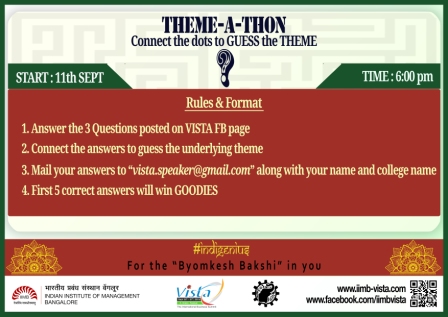 THEME-A-THON
Connect the dots to GUESS the THEME
?
START : 11th SEPT
TIME : 6:00 pm
Rules & Format
1. Answer the 3 Questions posted on VISTA FB page
2. Connect the answers to guess the underlying theme
3. Mail your answers to “vista.speaker@gmail.com” along with your name and college name
4. First 5 correct answers will win GOODIES
#indigenius
For the "Byomkesh Bakshi" in you
भारतीय प्रबंध संस्थान बेंगलूर
INDIAN INSTITUTE OF MANAGEMENT
BANGALORE
IIMB
Vista
www.iimb-vista.com
www.facebook.com/iimbvista